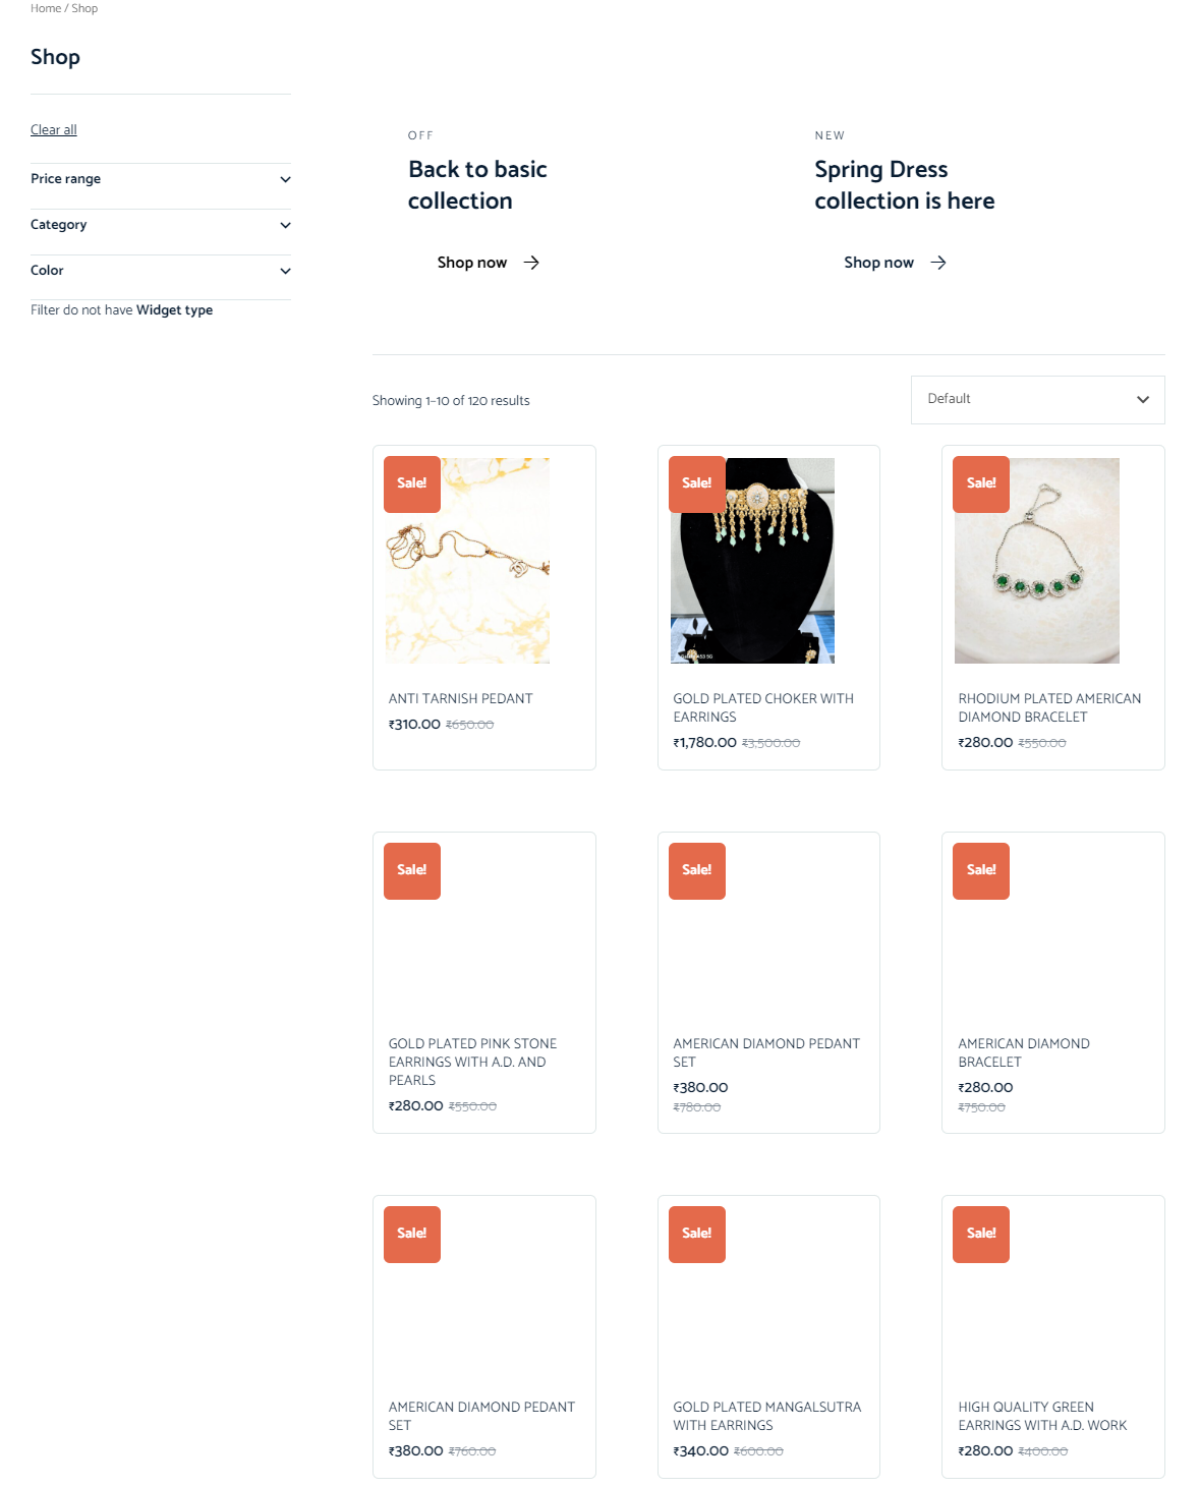 Home / Shop
Shop
Clear all
Price range
Category
Color
Filter do not have Widget type
OFF
Back to basic
collection
Shop now
NEW
Spring Dress
collection is here
Shop now
Showing 1–10 of 120 results
Default
Sale!
ANTI TARNISH PEDANT
₹310.00 ₹650.00
Sale!
GOLD PLATED CHOKER WITH
EARRINGS
₹1,780.00 ₹3,500.00
Sale!
RHODIUM PLATED AMERICAN
DIAMOND BRACELET
₹280.00 ₹550.00
Sale!
GOLD PLATED PINK STONE
EARRINGS WITH A.D. AND
PEARLS
₹280.00 ₹550.00
Sale!
AMERICAN DIAMOND PEDANT
SET
₹380.00
₹780.00
Sale!
AMERICAN DIAMOND
BRACELET
₹280.00
₹750.00
Sale!
AMERICAN DIAMOND PEDANT
SET
₹380.00 ₹760.00
Sale!
GOLD PLATED MANGALSUTRA
WITH EARRINGS
₹340.00 ₹600.00
Sale!
HIGH QUALITY GREEN
EARRINGS WITH A.D. WORK
₹280.00 ₹400.00